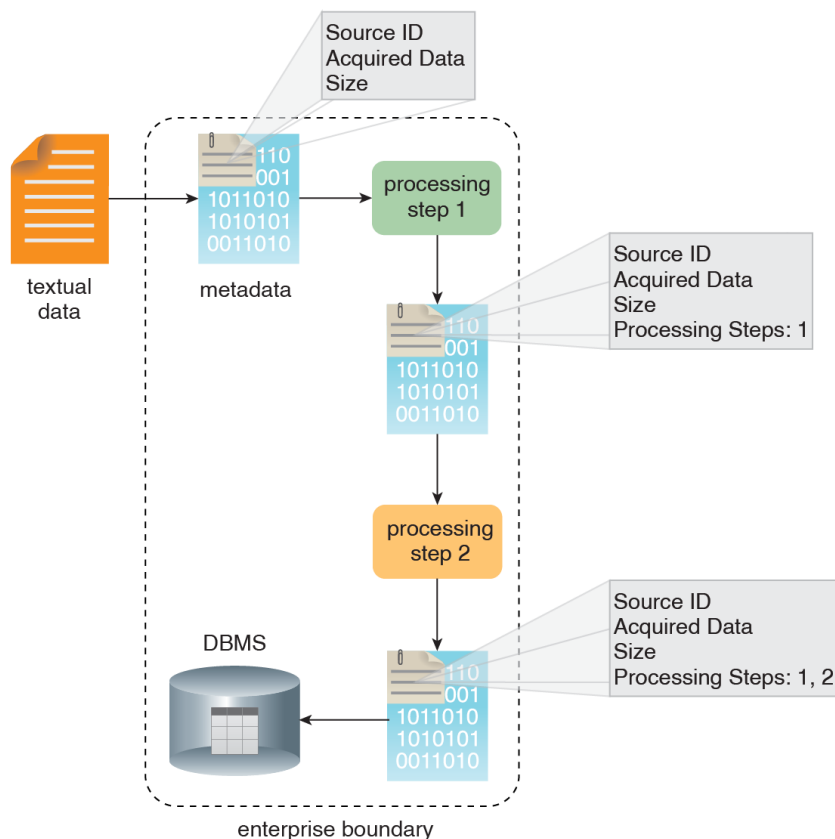 Source ID
Acquired Data
Size
110
001
1011010
1010101
0011010
textual
data
metadata
processing
step 1
Source ID
Acquired Data
Size
Processing Steps: 1
110
001
1011010
1010101
0011010
processing
step 2
Source ID
Acquired Data
Size
Processing Steps: 1, 2
110
001
1011010
1010101
0011010
DBMS
enterprise boundary